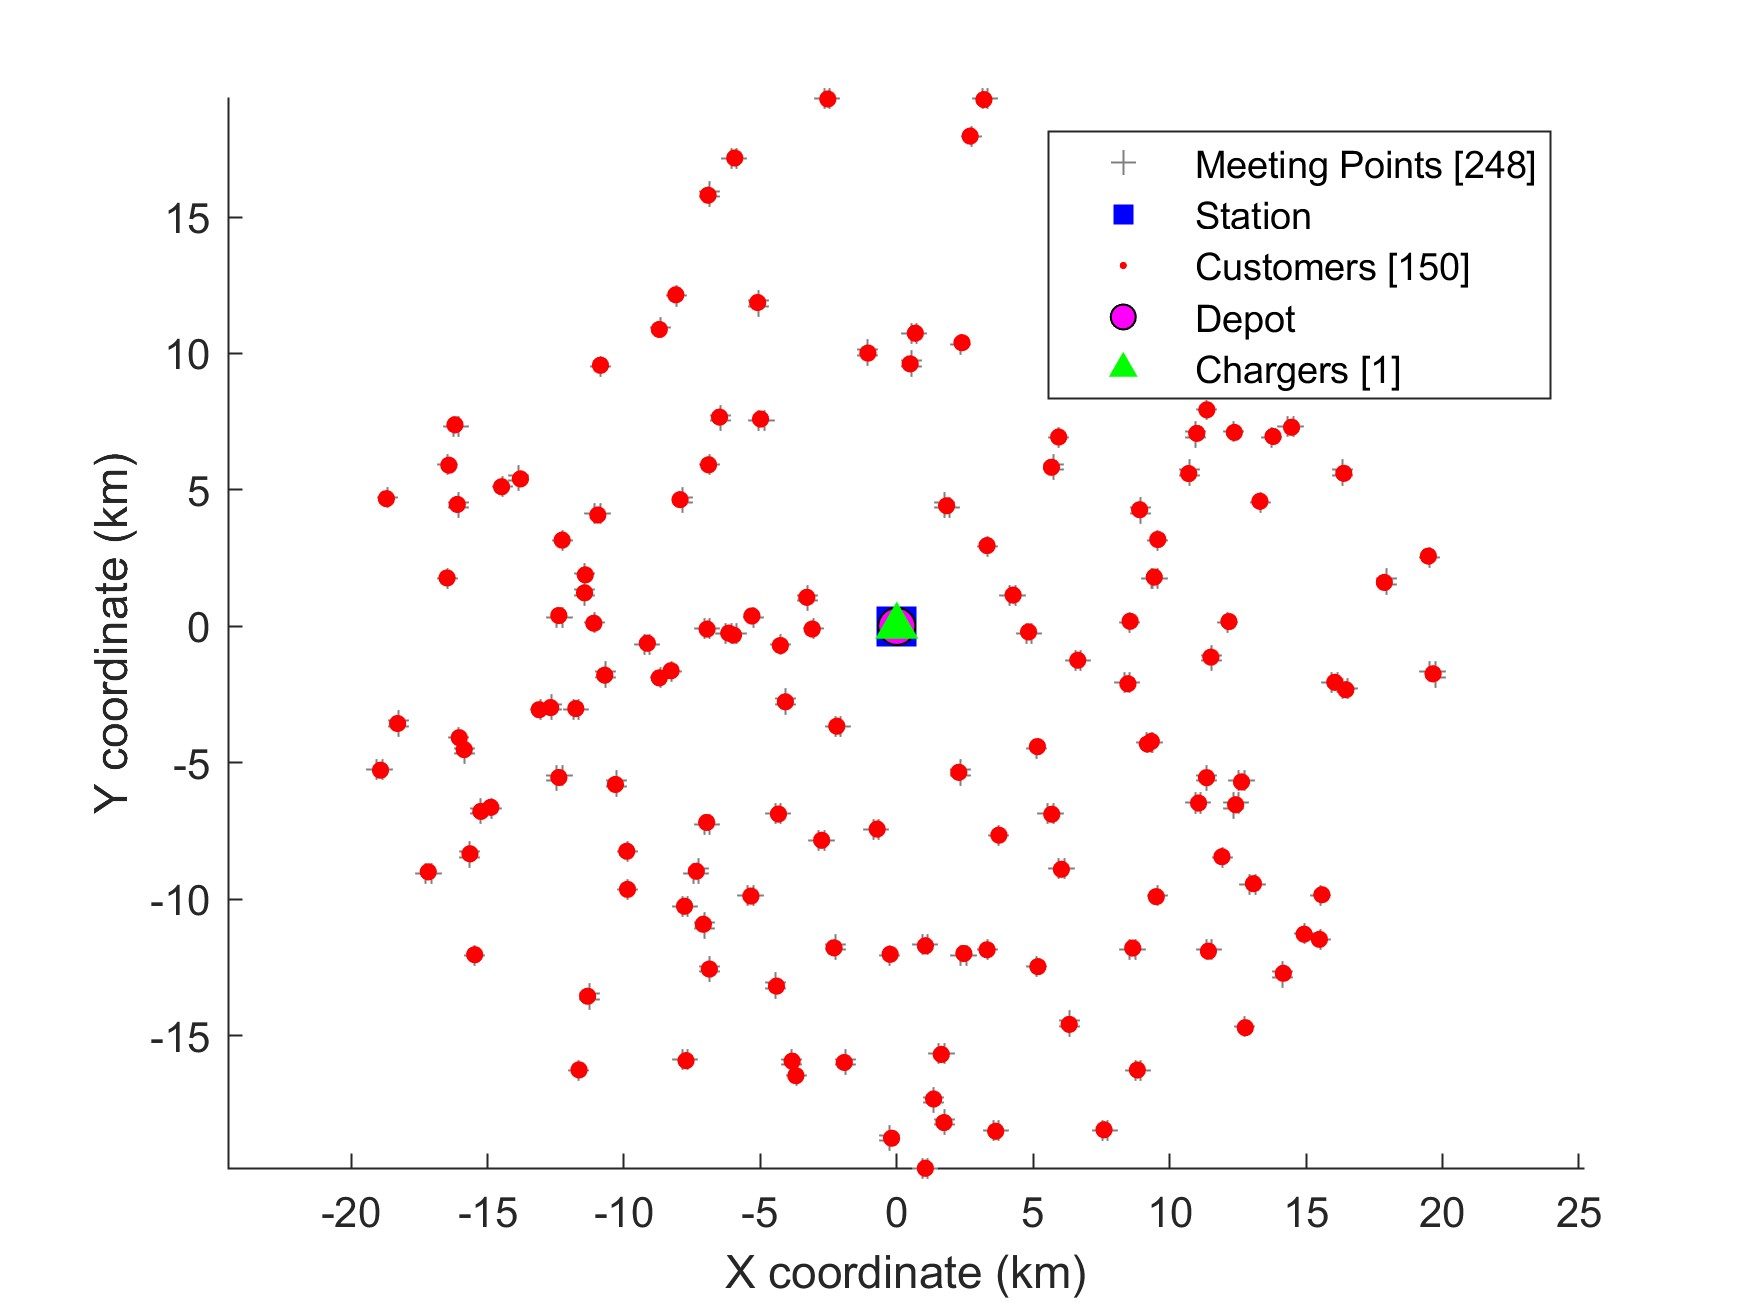 Meeting Points [248]
Station
Customers [150]
Depot
Chargers [1]
15
10
5
0
-5
-10
-15
Y coordinate (km)
-20 -15 -10 -5 0 5 10 15 20 25
X coordinate (km)